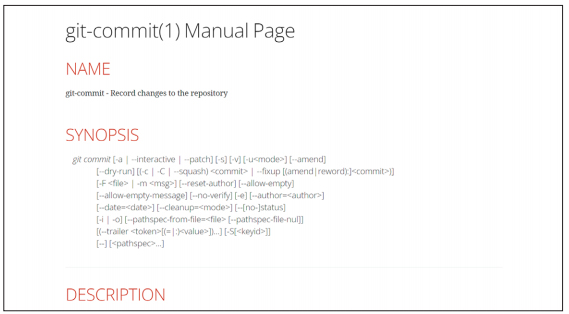 git-commit(1) Manual Page
NAME
git-commit - Record changes to the repository
SYNOPSIS
git commit [-a | --interactive | --patch] [-s] [-v] [-u<mode>] [--amend]
[--dry-run] [(-c | -C | --squash) <commit> | --fixup [(amend|reword):]<commit>)]
[-F <file> | -m <msg>] [--reset-author] [--allow-empty]
[--allow-empty-message] [--no-verify] [-e] [--author=<author>]
[--date=<date>] [--cleanup=<mode>] [--[no-]status]
[-i | -o] [--pathspec-from-file=<file> [--pathspec-file-nul]]
[(--trailer <token>[(=|:)<value>])…] [-S[<keyid>]]
[--] [<pathspec>…]
DESCRIPTION